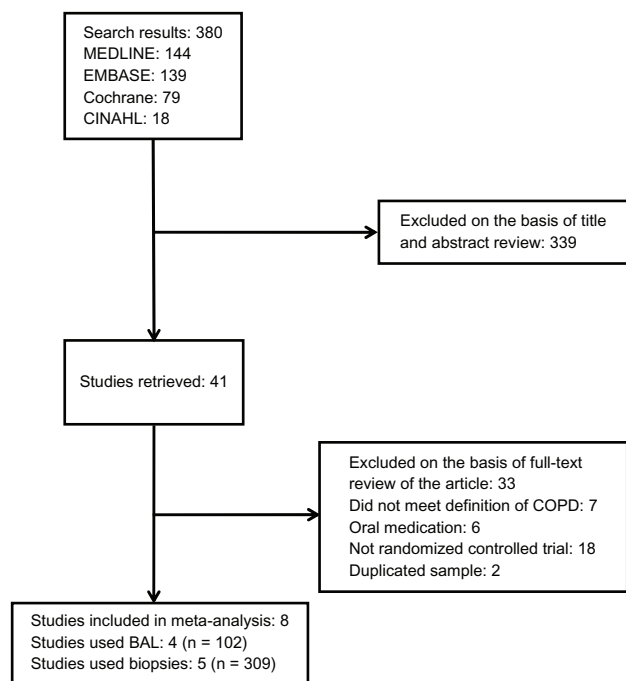 Search results: 380
MEDLINE: 144
EMBASE: 139
Cochrane: 79
CINAHL: 18
Excluded on the basis of title
and abstract review: 339
Studies retrieved: 41
Excluded on the basis of full-text
review of the article: 33
Did not meet definition of COPD: 7
Oral medication: 6
Not randomized controlled trial: 18
Duplicated sample: 2
Studies included in meta-analysis: 8
Studies used BAL: 4 (n = 102)
Studies used biopsies: 5 (n = 309)